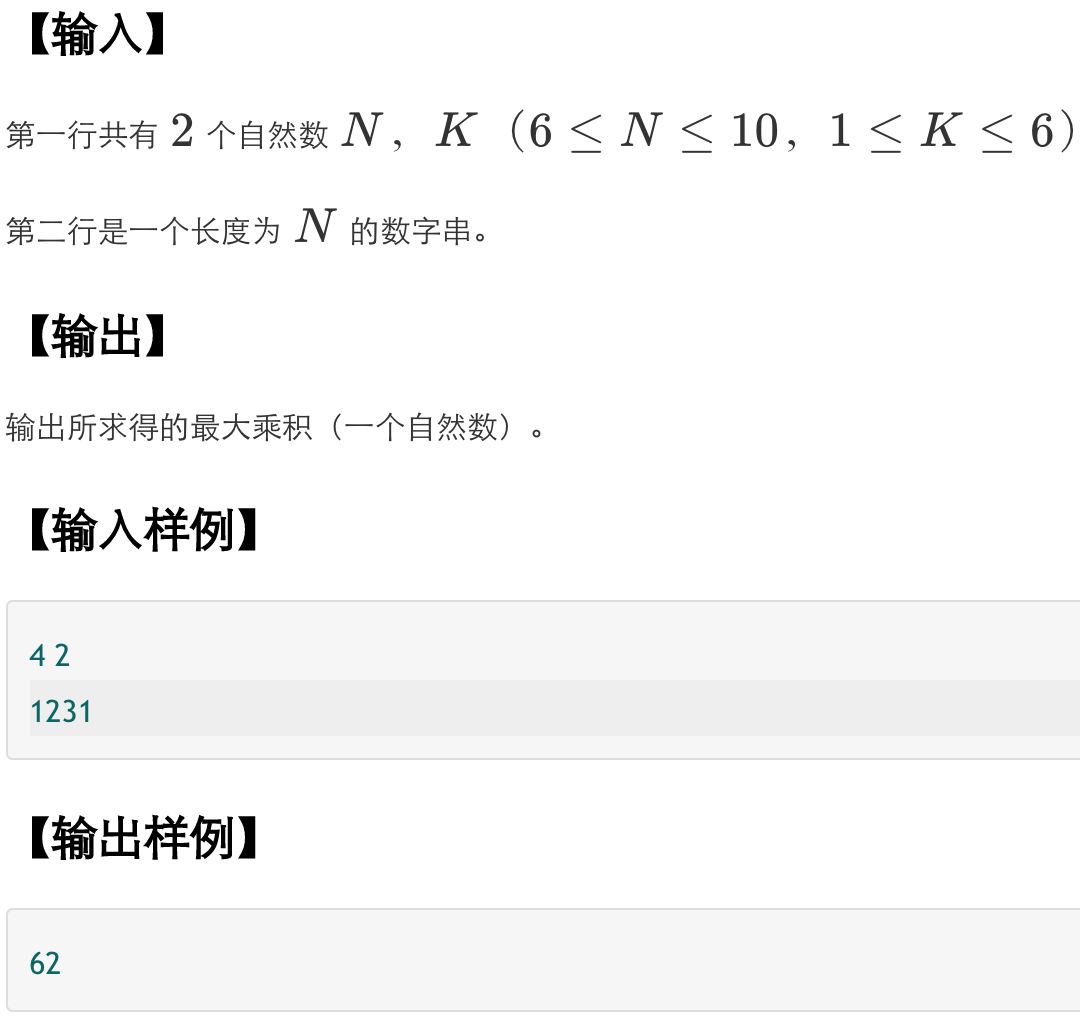 【输入】
第一行共有 2 个自然数 N，K（6 ≤ N ≤ 10，1 ≤ K ≤ 6）
第二行是一个长度为 N 的数字串。
【输出】
输出所求得的最大乘积（一个自然数）。
【输入样例】
4 2
1231
【输出样例】
62